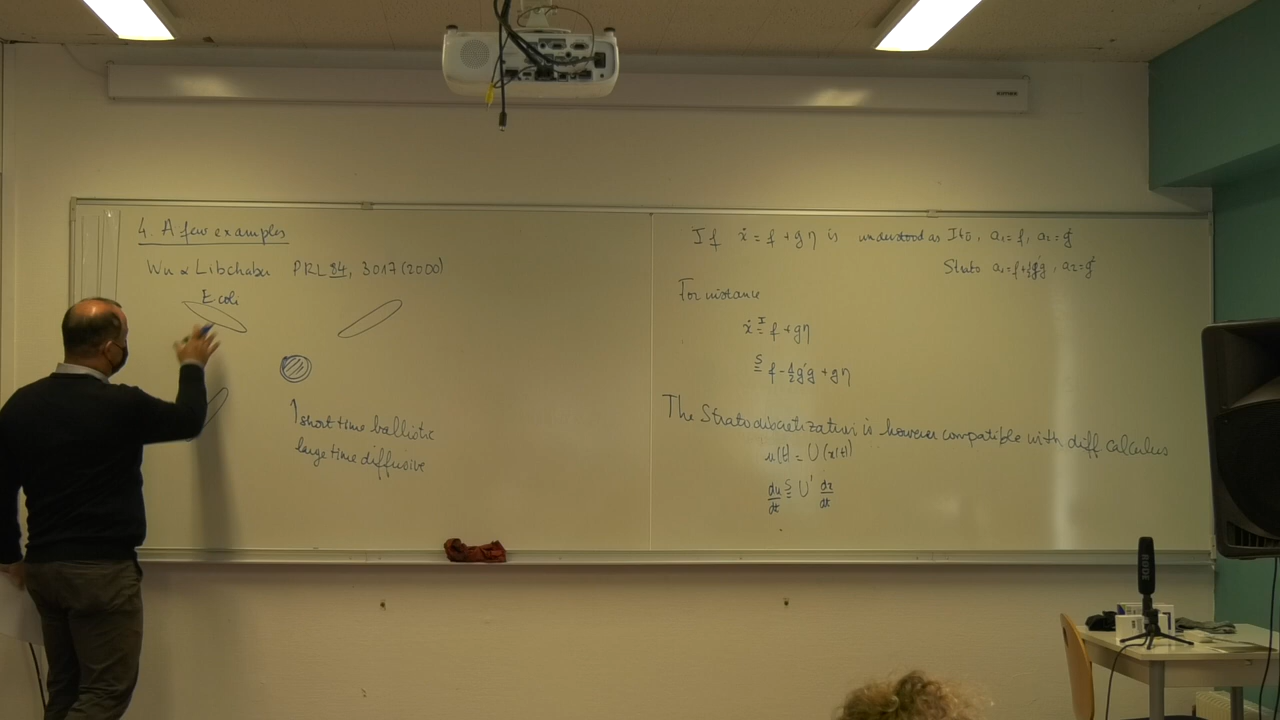 4. A few examples
Wu & Libchaber PRL 84, 3017 (2000)
E coli
short time ballistic
large time diffusive
If ẋ = f + gη is understood as Itō, a₁=f, a₂=g²
Strato a₁=f+½g'g, a₂=g²
For instance
ẋ =ᴵ f + gη
=ˢ f - ½g'g + gη
The Strato discretization is however compatible with diff calculus
u(t) = U(x(t))
du/dt =ˢ U' dx/dt
RODE